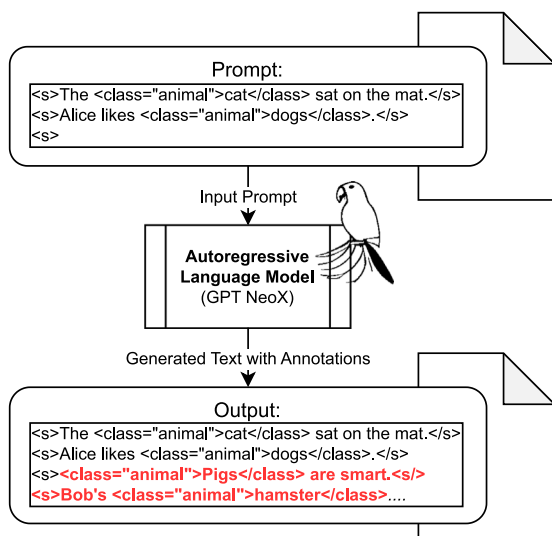 Prompt:
<s>The <class="animal">cat</class> sat on the mat.</s>
<s>Alice likes <class="animal">dogs</class>.</s>
<s>
Input Prompt
Autoregressive
Language Model
(GPT NeoX)
Generated Text with Annotations
Output:
<s>The <class="animal">cat</class> sat on the mat.</s>
<s>Alice likes <class="animal">dogs</class>.</s>
<s><class="animal">Pigs</class> are smart.<s/>
<s>Bob's <class="animal">hamster</class>....